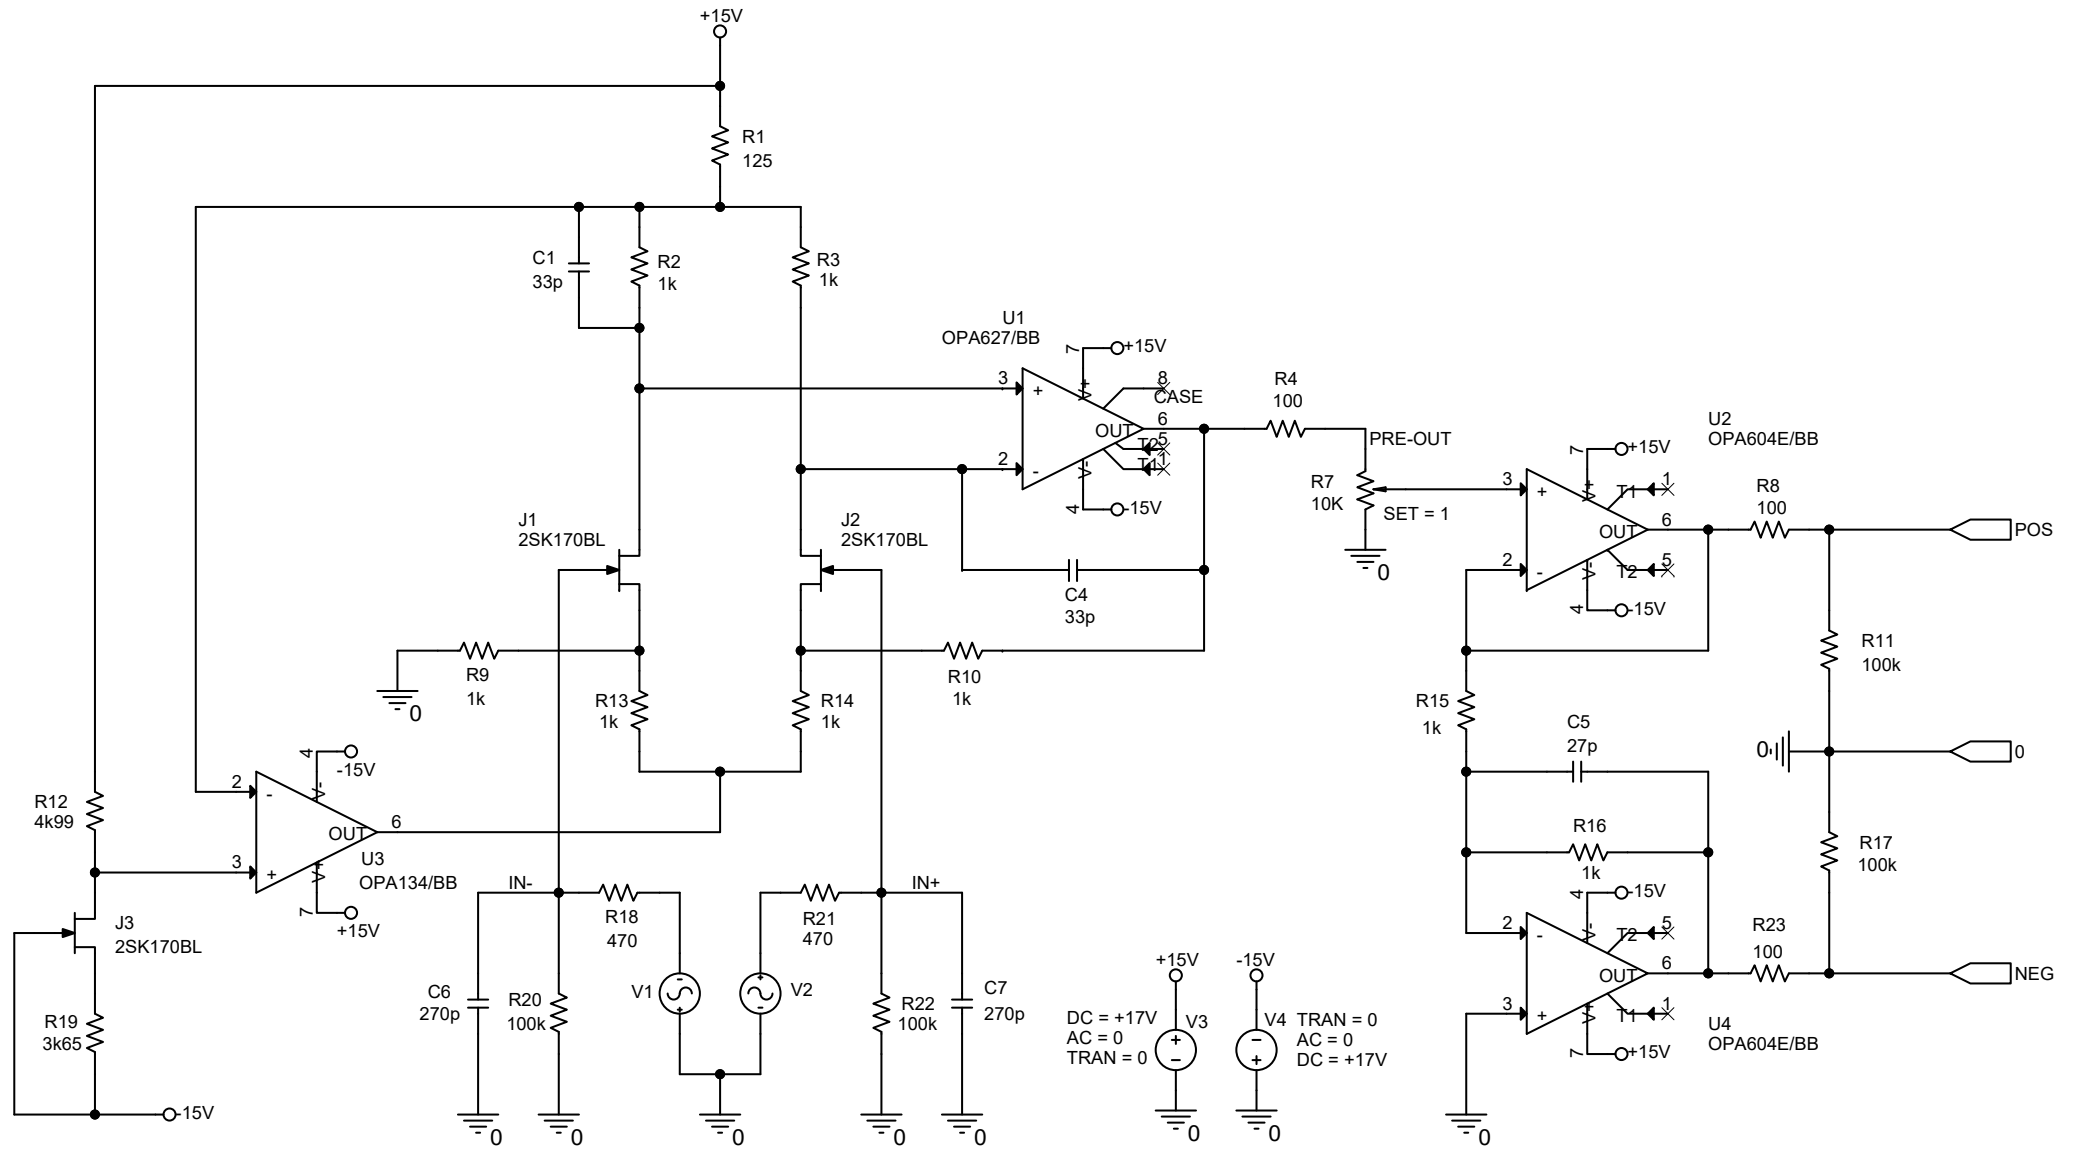 +15V
R1
125
C1
33p
R2
1k
R3
1k
U1
OPA627/BB
7
+15V
V+
3
+
8
CASE
6
OUT
T2
5
T1
1
2
-
V-
4
-15V
R4
100
PRE-OUT
R7
10K
SET = 1
0
U2
OPA604E/BB
7
+15V
V+
3
+
T1
1
OUT
6
2
-
T2
5
V-
4
-15V
R8
100
POS
J1
2SK170BL
J2
2SK170BL
C4
33p
R9
1k
0
R10
1k
R13
1k
R14
1k
R11
100k
R15
1k
C5
27p
0
0
R16
1k
R17
100k
R12
4k99
4
-15V
V-
2
-
OUT
6
3
+
V+
U3
OPA134/BB
7
+15V
J3
2SK170BL
R19
3k65
-15V
IN-
R18
470
R21
470
IN+
V1
V2
C6
270p
R20
100k
R22
100k
C7
270p
0
0
0
0
0
+15V
-15V
DC = +17V
AC = 0
TRAN = 0
V3
V4
TRAN = 0
AC = 0
DC = +17V
0
0
4
-15V
V-
2
-
T2
5
OUT
6
3
+
T1
1
V+
7
+15V
U4
OPA604E/BB
R23
100
NEG
0